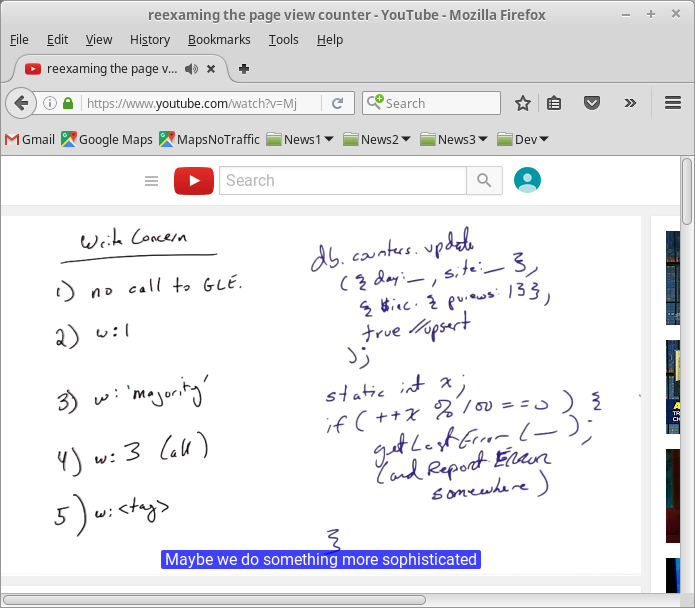 reexaming the page view counter - YouTube - Mozilla Firefox
File Edit View History Bookmarks Tools Help
reexaming the page v...
https://www.youtube.com/watch?v=Mj
Search
Gmail Google Maps MapsNoTraffic News1 News2 News3 Dev
Search
Write Concern
1) no call to GLE.
2) w:1
3) w:'majority'
4) w: 3 (all)
5) w:<tag>
db.counters.update
( { day:_, site:_ },
{ $inc: { pviews: 1}},
true //upsert
);
static int x;
if ( ++x % 100 == 0 ) {
getLastError (_);
(and Report ERROR
somewhere)
}
Maybe we do something more sophisticated